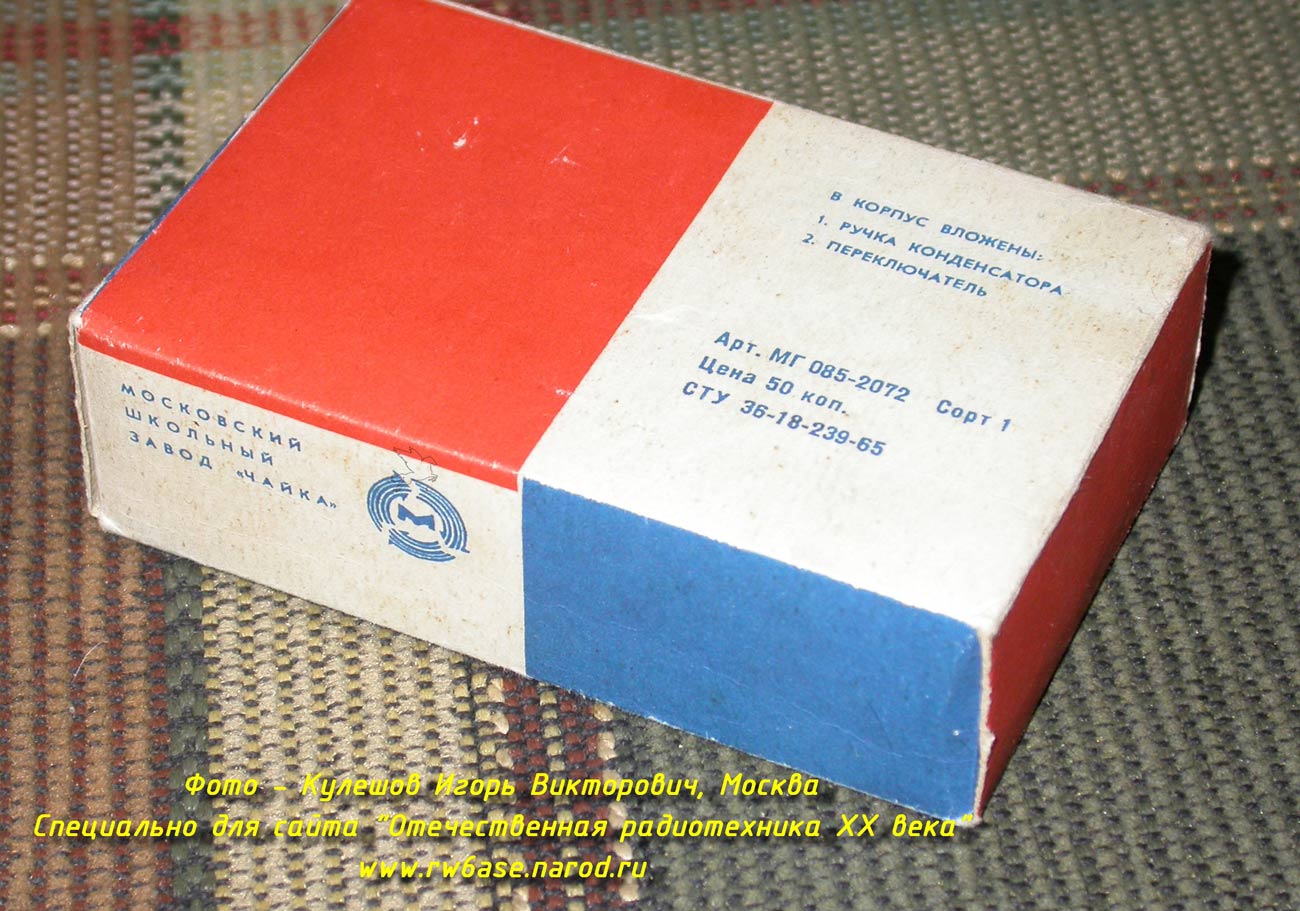 В КОРПУС ВЛОЖЕНЫ:
1. РУЧКА КОНДЕНСАТОРА
2. ПЕРЕКЛЮЧАТЕЛЬ
Арт. МГ 085-2072 Сорт 1
Цена 50 коп.
СТУ 36-18-239-65
МОСКОВСКИЙ
ШКОЛЬНЫЙ
ЗАВОД «ЧАЙКА»
М
Фото - Кулешов Игорь Викторович, Москва
Специально для сайта "Отечественная радиотехника XX века"
www.rw6ase.narod.ru